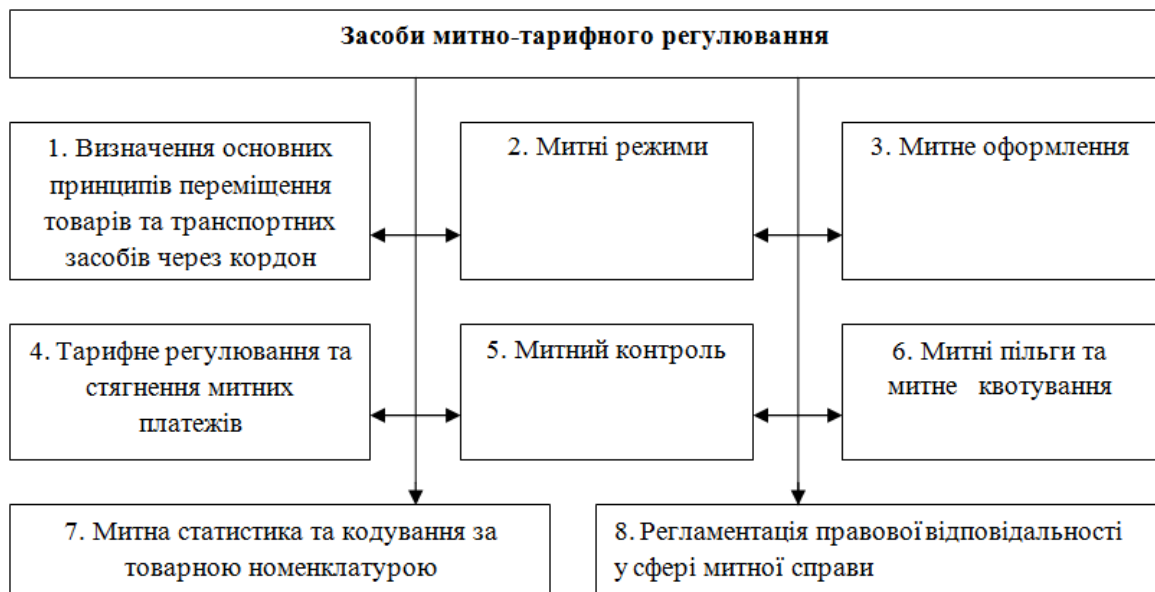 Засоби митно-тарифного регулювання
1. Визначення основних
принципів переміщення
товарів та транспортних
засобів через кордон
2. Митні режими
3. Митне оформлення
4. Тарифне регулювання та
стягнення митних
платежів
5. Митний контроль
6. Митні пільги та
митне квотування
7. Митна статистика та кодування за
товарною номенклатурою
8. Регламентація правової відповідальності
у сфері митної справи